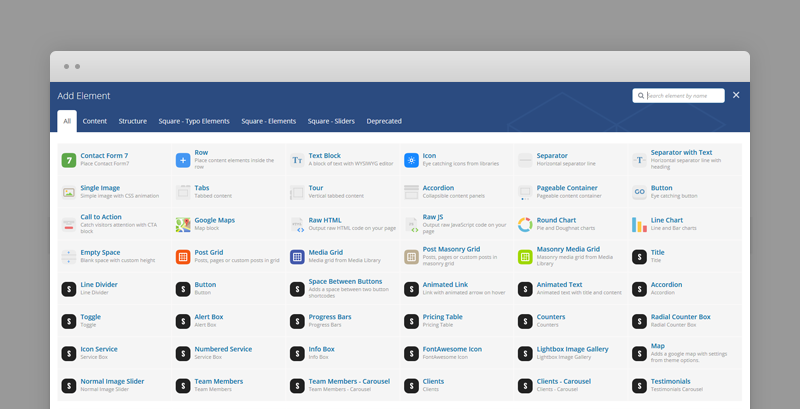 Add Element
Search element by name
All Content Structure Square - Typo Elements Square - Elements Square - Sliders Deprecated
Contact Form 7
Place Contact Form7
Row
Place content elements inside the
row
Text Block
A block of text with WYSIWYG editor
Icon
Eye catching icons from libraries
Separator
Horizontal separator line
Separator with Text
Horizontal separator line with
heading
Single Image
Simple image with CSS animation
Tabs
Tabbed content
Tour
Vertical tabbed content
Accordion
Collapsible content panels
Pageable Container
Pageable content container
GO
Button
Eye catching button
Call to Action
Catch visitors attention with CTA
block
Google Maps
Map block
Raw HTML
Output raw HTML code on your page
Raw JS
Output raw JavaScript code on your
page
Round Chart
Pie and Doughnut charts
Line Chart
Line and Bar charts
Empty Space
Blank space with custom height
Post Grid
Posts, pages or custom posts in grid
Media Grid
Media grid from Media Library
Post Masonry Grid
Posts, pages or custom posts in
masonry grid
Masonry Media Grid
Masonry media grid from Media
Library
Title
Title
Line Divider
Line Divider
Button
Button
Space Between Buttons
Adds a space between two button
shortcodes
Animated Link
Link with animated arrow on hover
Animated Text
Animated text with title and content
Accordion
Accordion
Toggle
Toggle
Alert Box
Alert Box
Progress Bars
Progress Bars
Pricing Table
Pricing Table
Counters
Counters
Radial Counter Box
Radial Counter Box
Icon Service
Service Box
Numbered Service
Service Box
Info Box
Info Box
FontAwesome Icon
FontAwesome Icon
Lightbox Image Gallery
Lightbox Image Gallery
Map
Adds a google map with settings
from theme options.
Normal Image Slider
Normal Image Slider
Team Members
Team Members
Team Members - Carousel
Team Members - Carousel
Clients
Clients
Clients - Carousel
Clients - Carousel
Testimonials
Testimonials Carousel